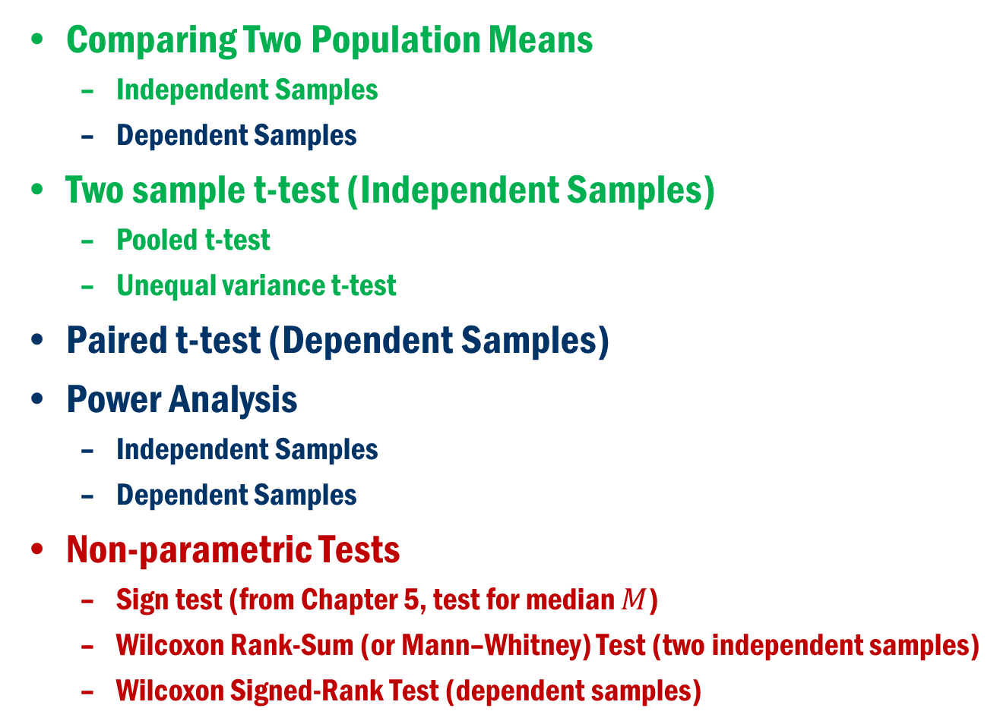 • Comparing Two Population Means
– Independent Samples
– Dependent Samples
• Two sample t-test (Independent Samples)
– Pooled t-test
– Unequal variance t-test
• Paired t-test (Dependent Samples)
• Power Analysis
– Independent Samples
– Dependent Samples
• Non-parametric Tests
– Sign test (from Chapter 5, test for median M)
– Wilcoxon Rank-Sum (or Mann–Whitney) Test (two independent samples)
– Wilcoxon Signed-Rank Test (dependent samples)